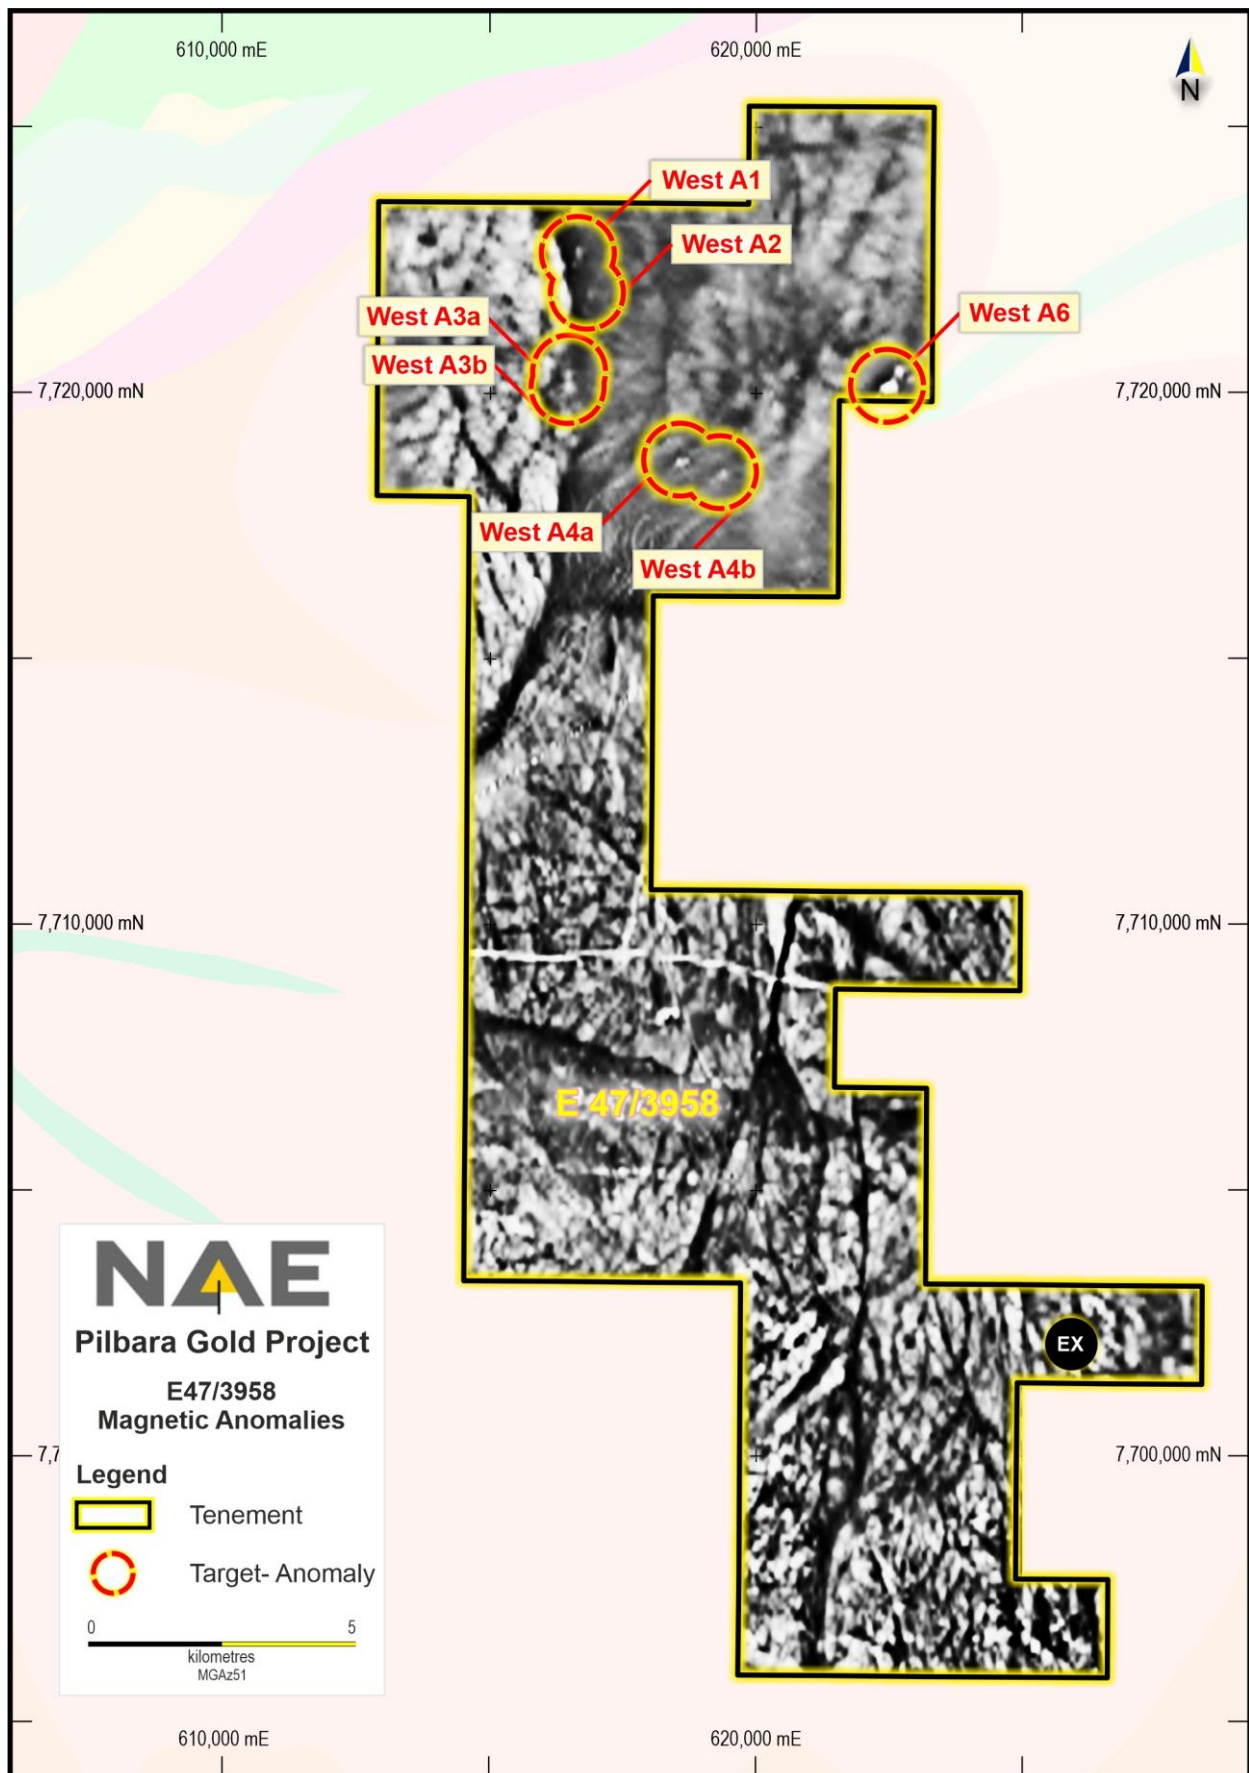 610,000 mE
620,000 mE
N
West A1
West A2
West A3a
West A6
West A3b
7,720,000 mN
7,720,000 mN
West A4a
West A4b
7,710,000 mN
7,710,000 mN
E 47/3958
NAE
Pilbara Gold Project
EX
E47/3958
Magnetic Anomalies
7,7
7,700,000 mN
Legend
Tenement
Target- Anomaly
0 5
kilometres
MGAz51
610,000 mE
620,000 mE